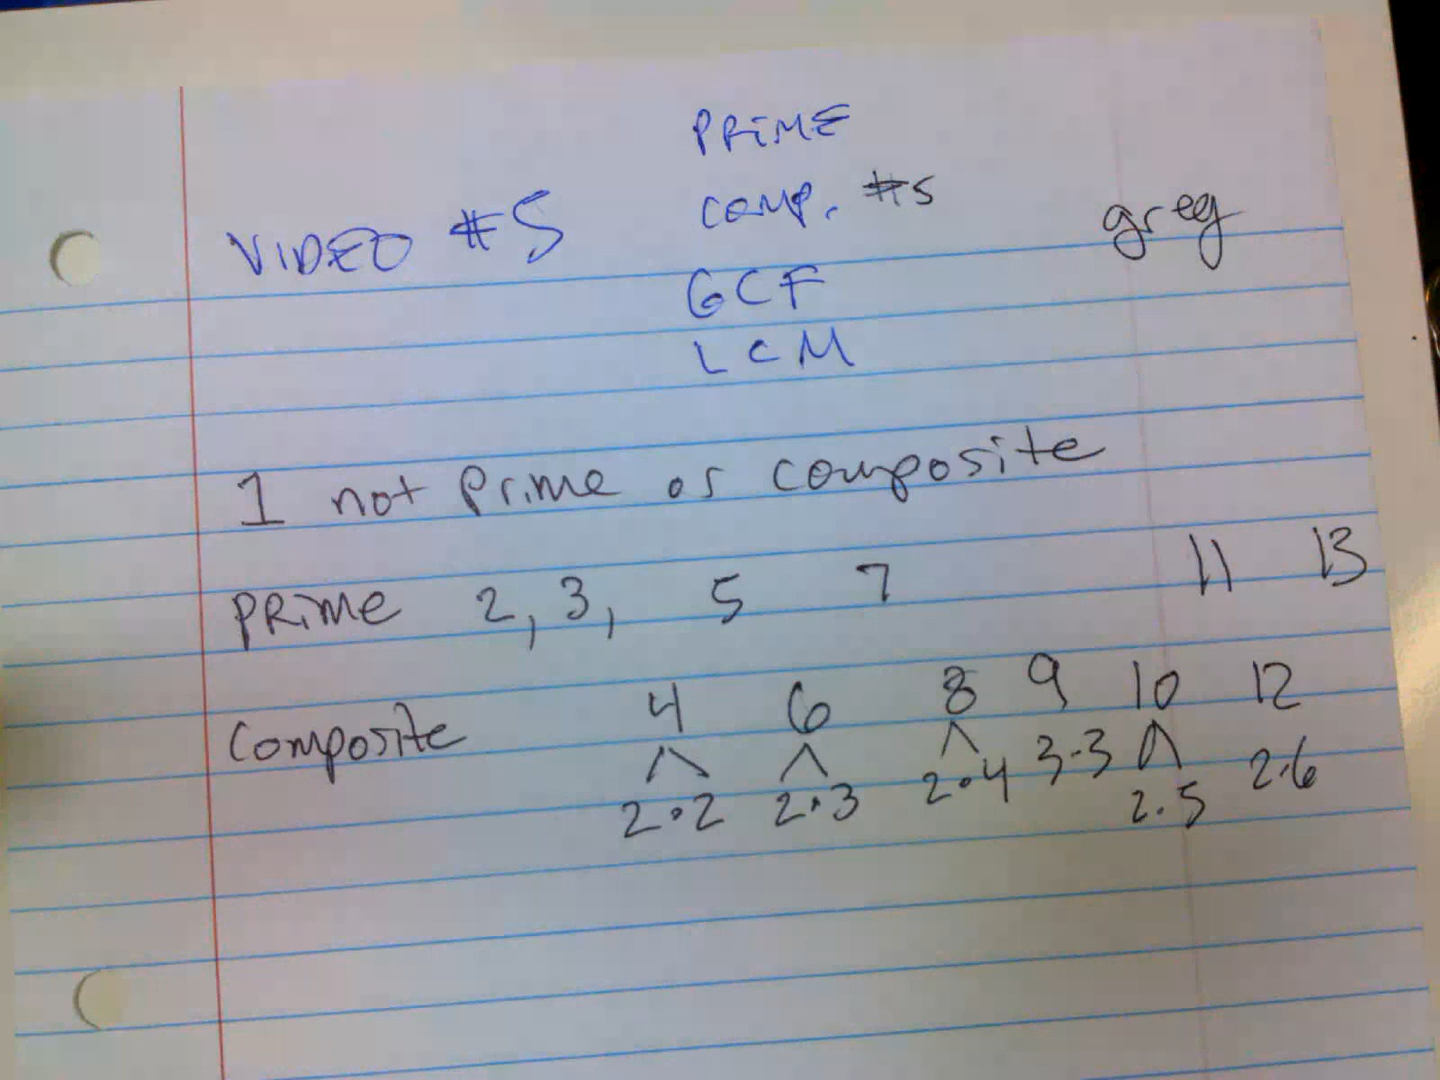 PRIME
VIDEO #5 COMP. #s greg
GCF
LCM
1 not Prime or composite
PRime 2, 3, 5 7 11 13
Composite 4 6 8 9 10 12
2·2 2·3 2·4 3·3 2·5 2·6